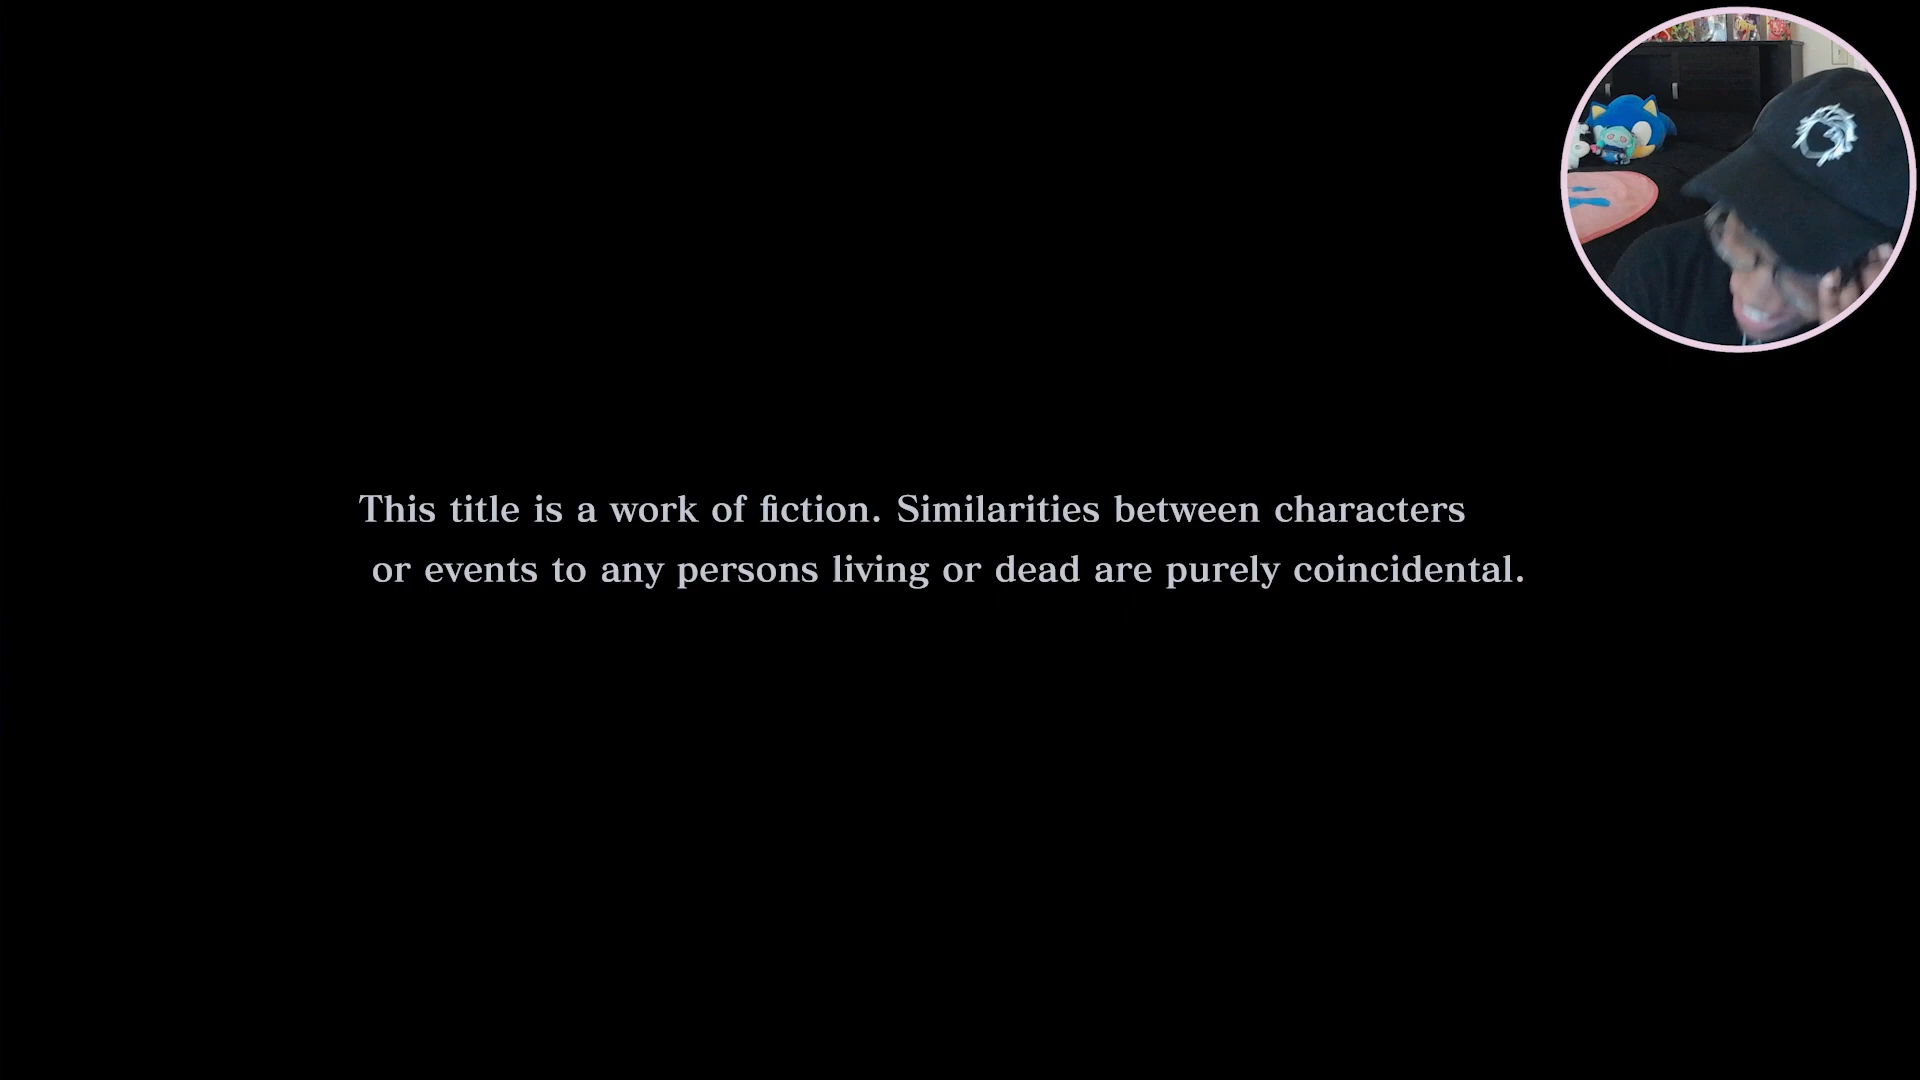 This title is a work of fiction. Similarities between characters
or events to any persons living or dead are purely coincidental.